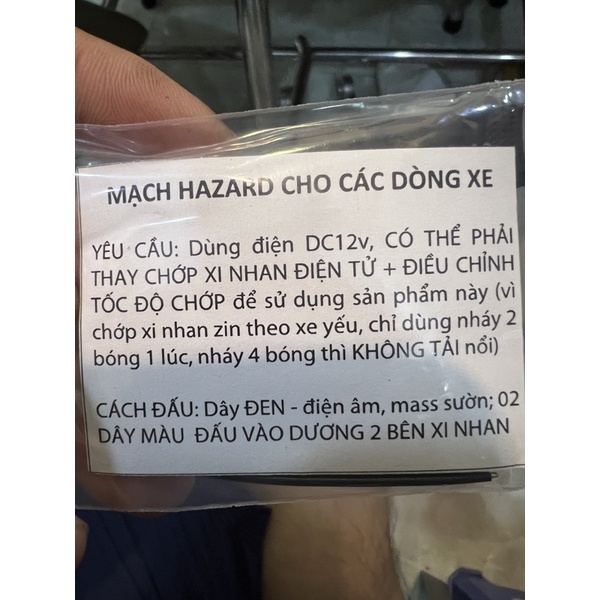 MẠCH HAZARD CHO CÁC DÒNG XE
YÊU CẦU: Dùng điện DC12v, CÓ THỂ PHẢI
THAY CHỚP XI NHAN ĐIỆN TỬ + ĐIỀU CHỈNH
TỐC ĐỘ CHỚP để sử dụng sản phẩm này (vì
chớp xi nhan zin theo xe yếu, chỉ dùng nháy 2
bóng 1 lúc, nháy 4 bóng thì KHÔNG TẢI nổi)
CÁCH ĐẤU: Dây ĐEN - điện âm, mass sườn; 02
DÂY MÀU ĐẤU VÀO DƯƠNG 2 BÊN XI NHAN